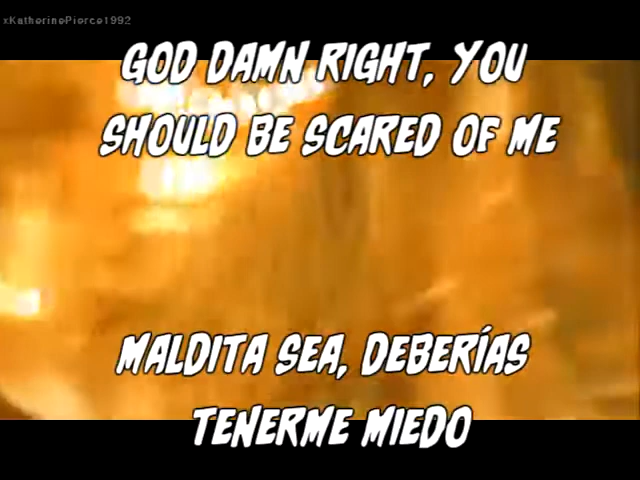 xKatherinePierce1992
GOD DAMN RIGHT, YOU
SHOULD BE SCARED OF ME
MALDITA SEA, DEBERÍAS
TENERME MIEDO